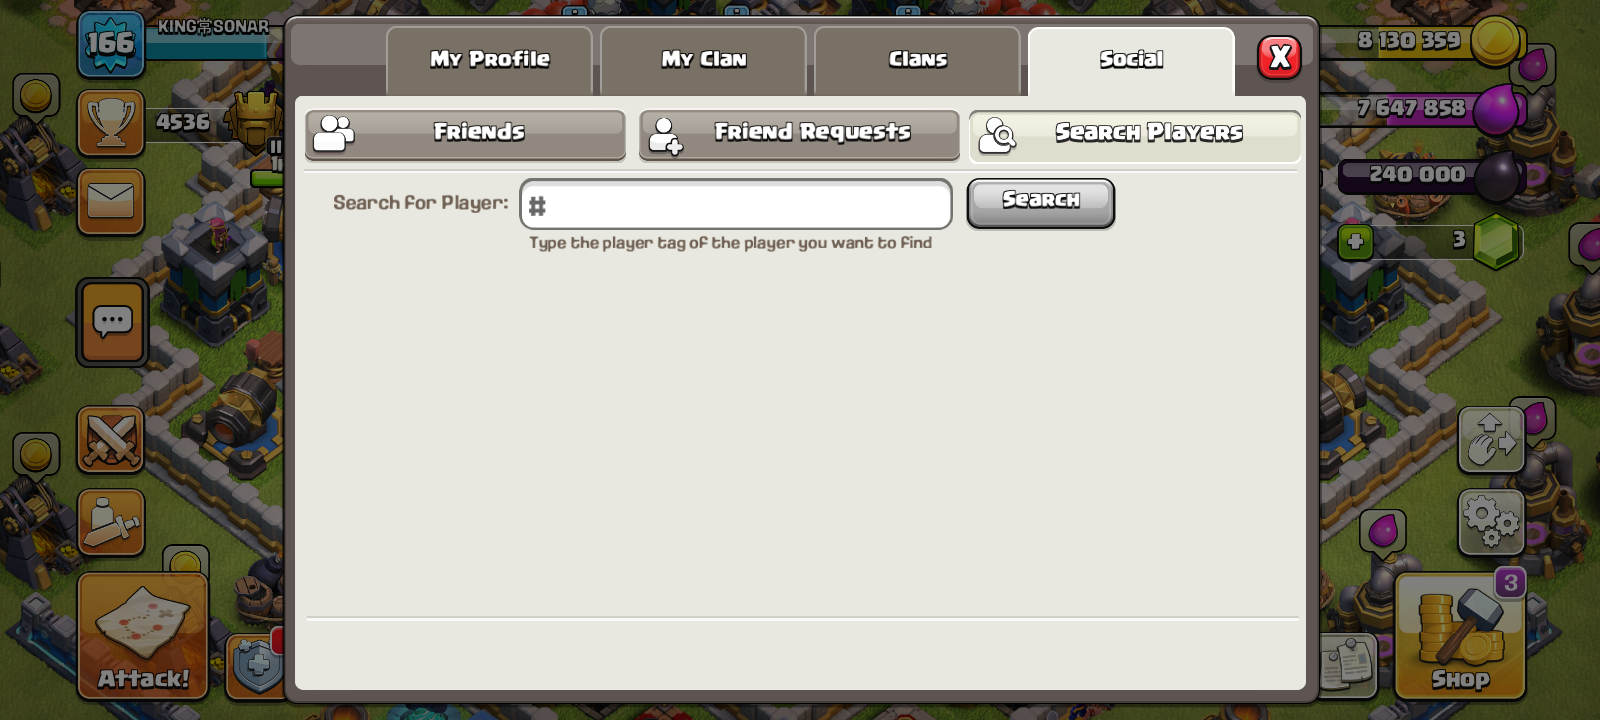 166
KING常SONAR
4536
My Profile
My Clan
Clans
Social
X
8 130 359
7 647 858
240 000
3
Friends
Friend Requests
Search Players
Search for Player:
#
Search
Type the player tag of the player you want to find
Attack!
3
Shop